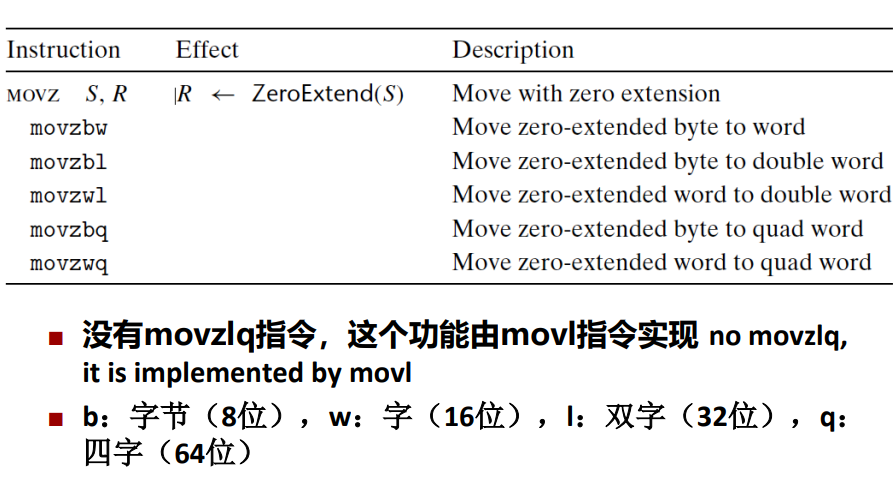 Instruction Effect Description
MOVZ S, R |R ← ZeroExtend(S) Move with zero extension
movzbw Move zero-extended byte to word
movzbl Move zero-extended byte to double word
movzwl Move zero-extended word to double word
movzbq Move zero-extended byte to quad word
movzwq Move zero-extended word to quad word
■ 没有movzlq指令，这个功能由movl指令实现 no movzlq,
it is implemented by movl
■ b：字节（8位），w：字（16位），l：双字（32位），q：
四字（64位）